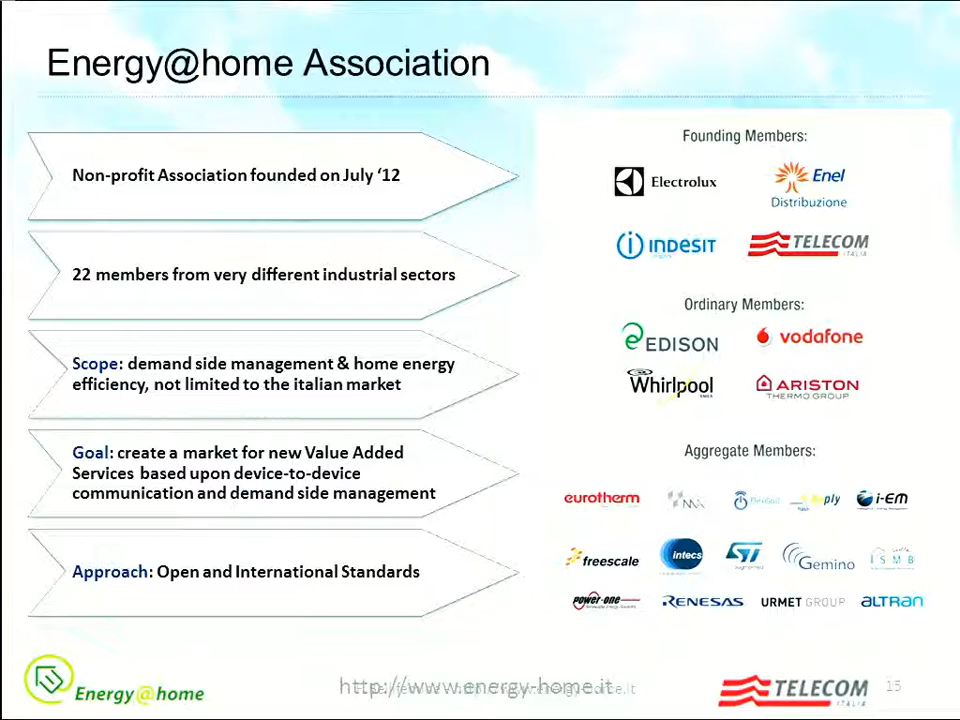 Energy@home Association
Non-profit Association founded on July ‘12
22 members from very different industrial sectors
Scope: demand side management & home energy
efficiency, not limited to the italian market
Goal: create a market for new Value Added
Services based upon device-to-device
communication and demand side management
Approach: Open and International Standards
Founding Members:
Electrolux
Enel
Distribuzione
INDESIT
TELECOM
ITALIA
Ordinary Members:
EDISON
vodafone
Whirlpool
ARISTON
THERMO GROUP
Aggregate Members:
eurotherm
i-EM
freescale
intecs
ST
Gemino
ISMB
power-one
RENESAS
URMET GROUP
ALTRAN
Energy@home
http://www.energy-home.it
TELECOM
ITALIA
15